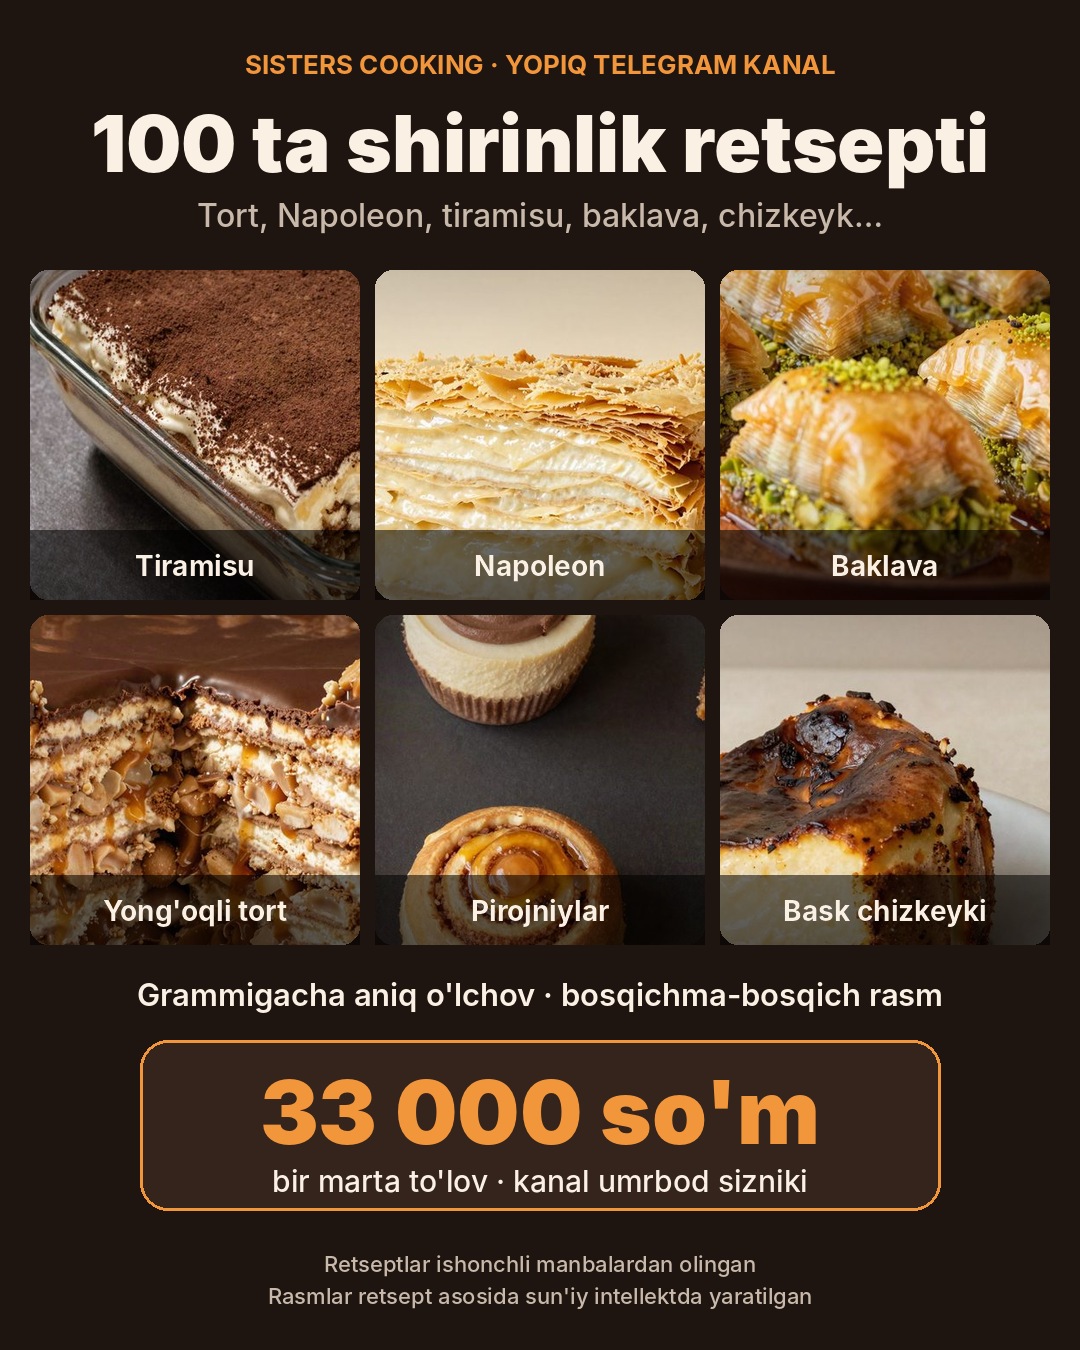 SISTERS COOKING · YOPIQ TELEGRAM KANAL
100 ta shirinlik retsepti
Tort, Napoleon, tiramisu, baklava, chizkeyk...
Tiramisu
Napoleon
Baklava
Yong'oqli tort
Pirojniylar
Bask chizkeyki
Grammigacha aniq o'lchov · bosqichma-bosqich rasm
33 000 so'm
bir marta to'lov · kanal umrbod sizniki
Retseptlar ishonchli manbalardan olingan
Rasmlar retsept asosida sun'iy intellektda yaratilgan